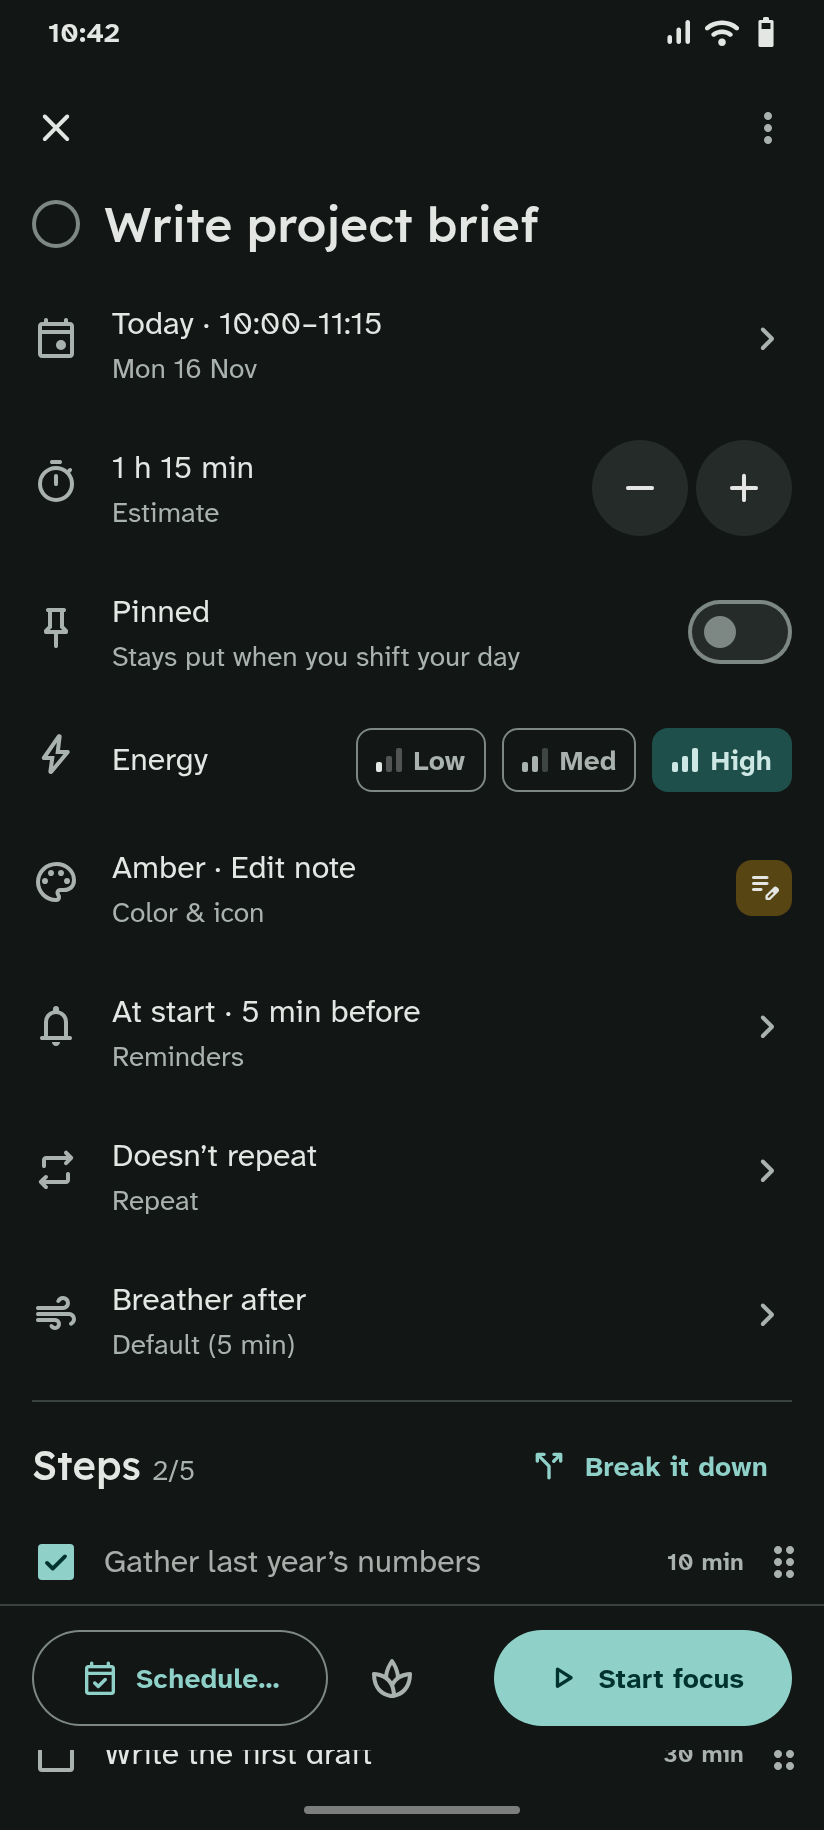 10:42
Write project brief
Today · 10:00–11:15
Mon 16 Nov
1 h 15 min
Estimate
Pinned
Stays put when you shift your day
Energy
Low
Med
High
Amber · Edit note
Color & icon
At start · 5 min before
Reminders
Doesn’t repeat
Repeat
Breather after
Default (5 min)
Steps 2/5
Break it down
Gather last year’s numbers
10 min
Schedule...
Start focus
Write the first draft
30 min